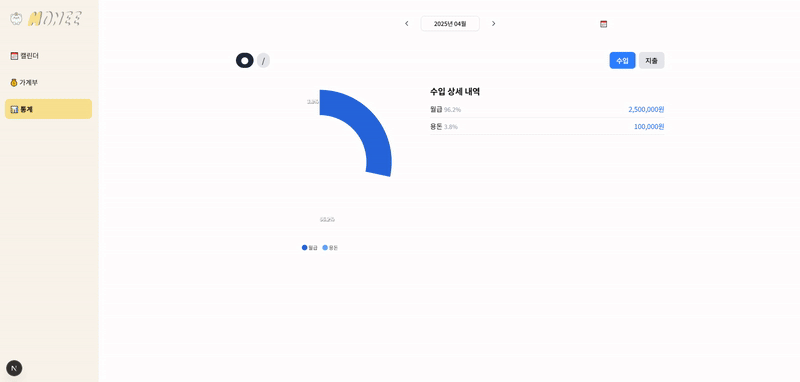 MONEE
2025년 04월
캘린더
가계부
통계
/
수입
지출
수입 상세 내역
월급 96.2%
2,500,000원
용돈 3.8%
100,000원
3.8%
월급
용돈
N